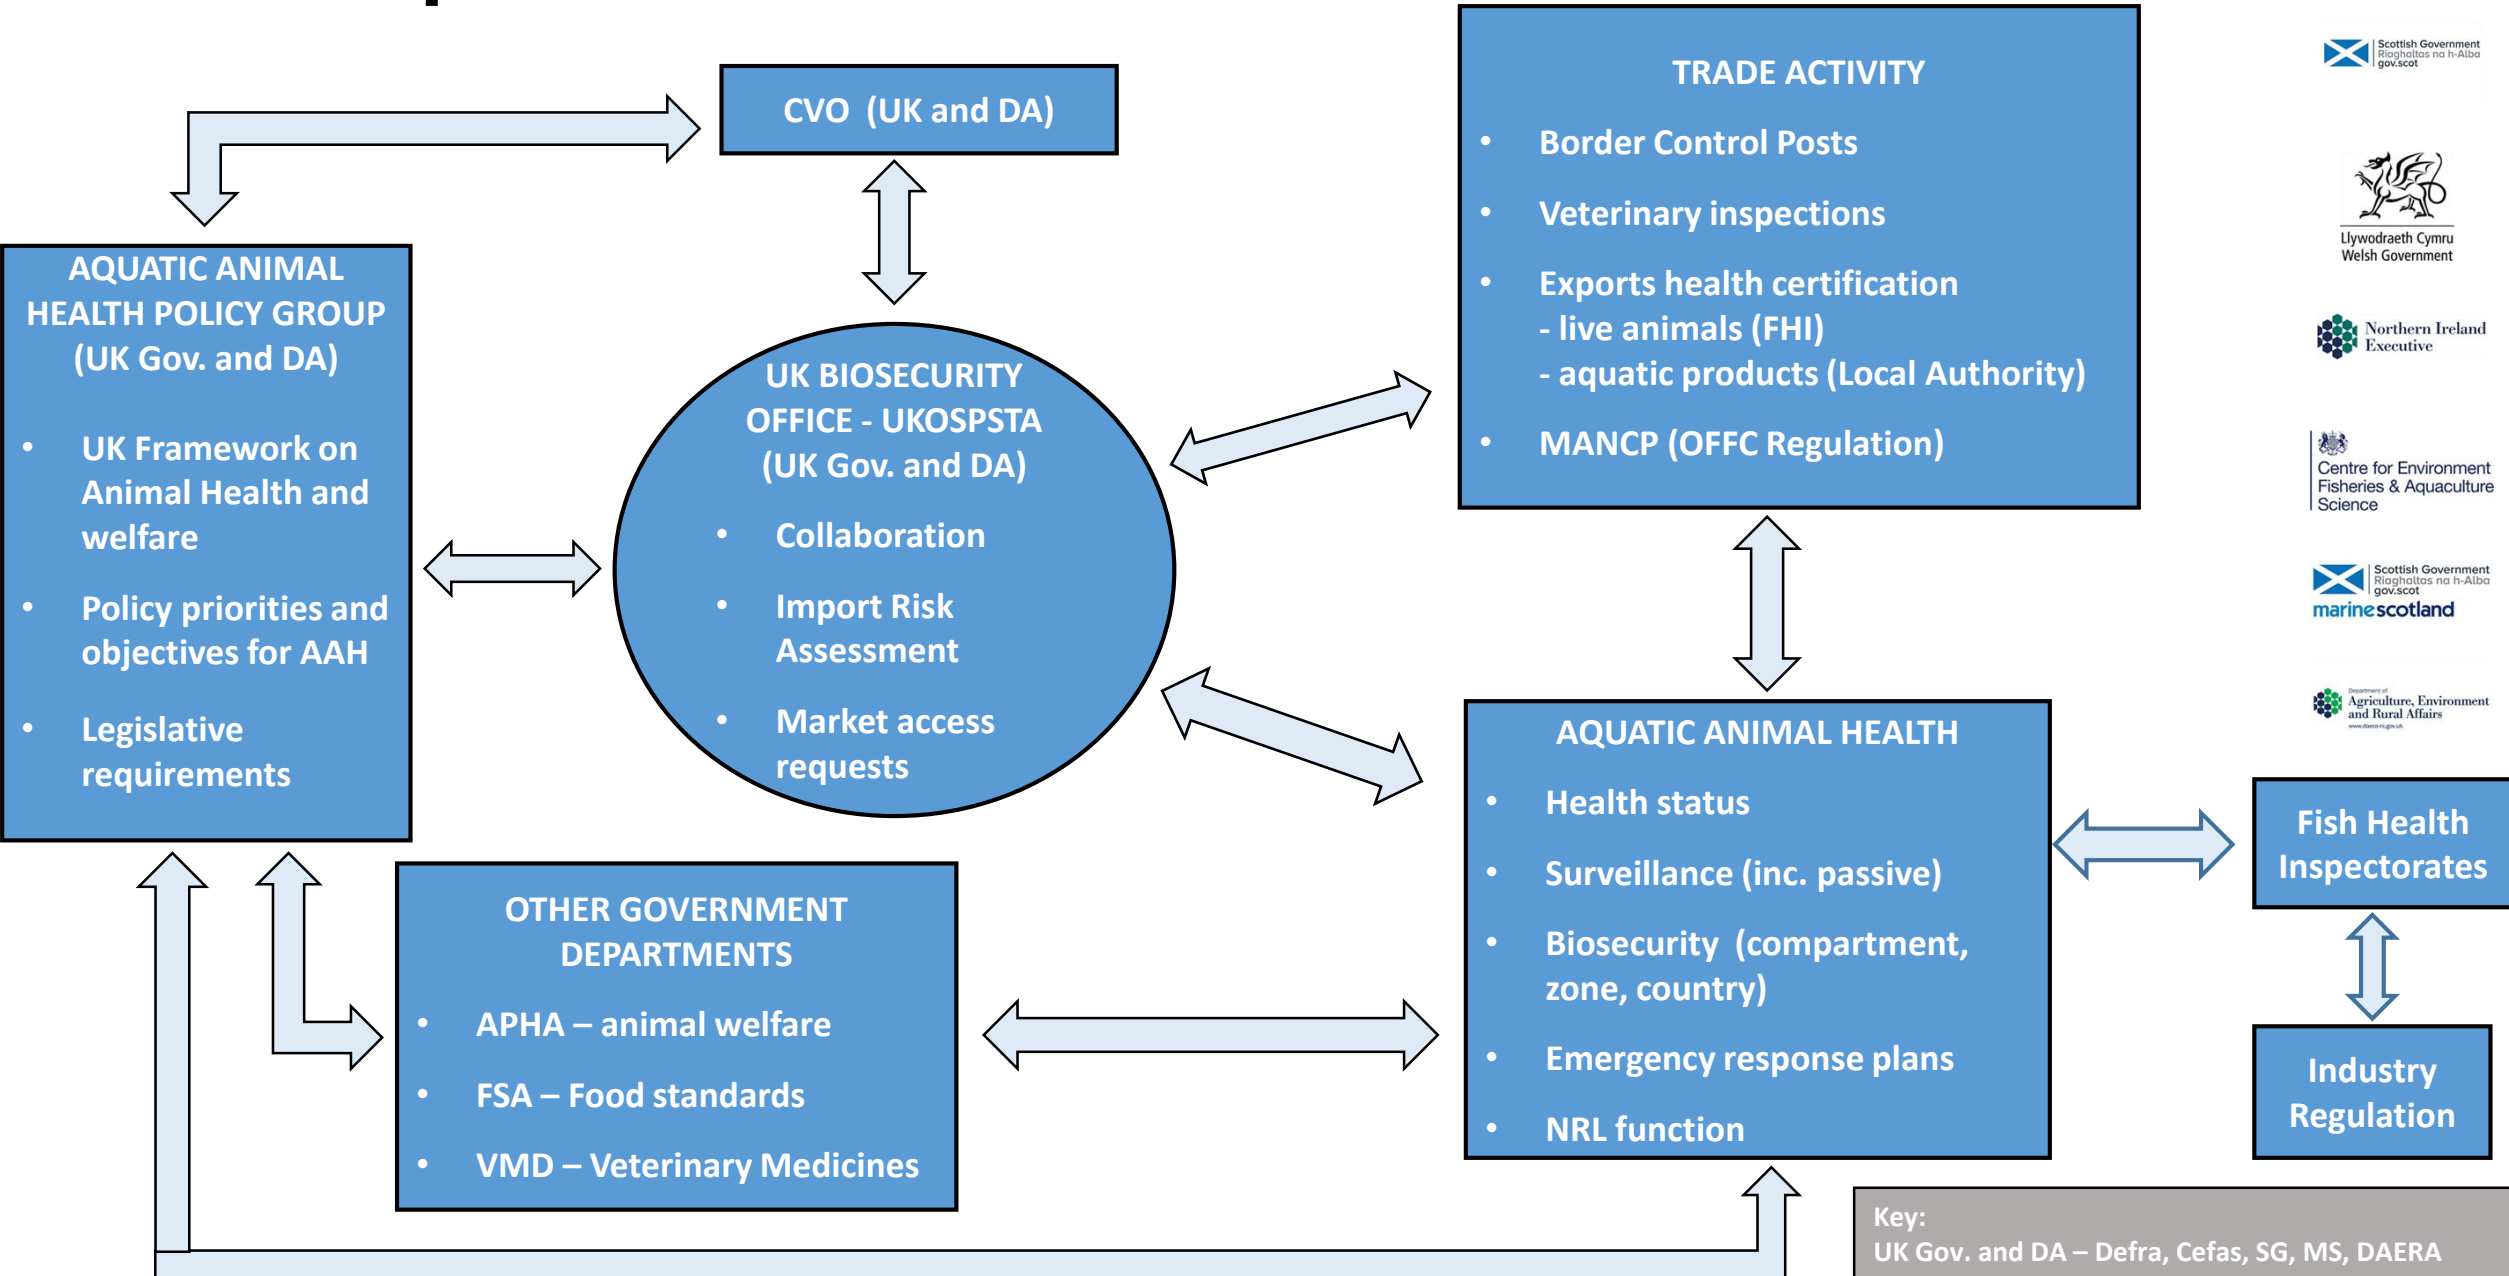 CVO (UK and DA)
TRADE ACTIVITY
• Border Control Posts
• Veterinary inspections
• Exports health certification
- live animals (FHI)
- aquatic products (Local Authority)
• MANCP (OFFC Regulation)
AQUATIC ANIMAL
HEALTH POLICY GROUP
(UK Gov. and DA)
• UK Framework on
Animal Health and
welfare
• Policy priorities and
objectives for AAH
• Legislative
requirements
UK BIOSECURITY
OFFICE - UKOSPSTA
(UK Gov. and DA)
• Collaboration
• Import Risk
Assessment
• Market access
requests
OTHER GOVERNMENT
DEPARTMENTS
• APHA – animal welfare
• FSA – Food standards
• VMD – Veterinary Medicines
AQUATIC ANIMAL HEALTH
• Health status
• Surveillance (inc. passive)
• Biosecurity (compartment,
zone, country)
• Emergency response plans
• NRL function
Fish Health
Inspectorates
Industry
Regulation
Scottish Government
Riaghaltas na h-Alba
gov.scot
Llywodraeth Cymru
Welsh Government
Northern Ireland
Executive
Centre for Environment
Fisheries & Aquaculture
Science
Scottish Government
Riaghaltas na h-Alba
gov.scot
marinescotland
Department of
Agriculture, Environment
and Rural Affairs
www.daera-ni.gov.uk
Key:
UK Gov. and DA – Defra, Cefas, SG, MS, DAERA